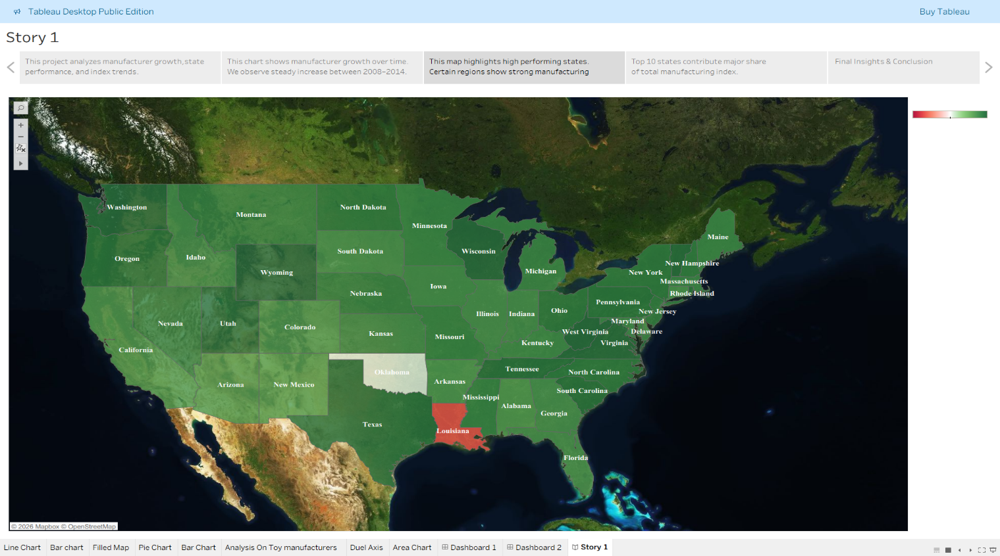 Tableau Desktop Public Edition
Buy Tableau
Story 1
This project analyzes manufacturer growth,state
performance, and index trends.
This chart shows manufacturer growth over time.
We observe steady increase between 2008–2014.
This map highlights high performing states.
Certain regions show strong manufacturing
Top 10 states contribute major share
of total manufacturing index.
Final Insights & Conclusion
Washington
Montana
North Dakota
Minnesota
Maine
Oregon
Idaho
South Dakota
Wisconsin
Wyoming
Michigan
New York
New Hampshire
Massachusetts
Rhode Island
Iowa
Nebraska
Pennsylvania
New Jersey
Ohio
Illinois
Indiana
Maryland
Delaware
Nevada
Utah
Colorado
Kansas
Missouri
West Virginia
Virginia
Kentucky
California
Oklahoma
Tennessee
North Carolina
Arizona
New Mexico
Arkansas
South Carolina
Mississippi
Alabama
Georgia
Texas
Louisiana
Florida
© 2026 Mapbox © OpenStreetMap
Line Chart
Bar chart
Filled Map
Pie Chart
Bar Chart
Analysis On Toy manufacturers
Duel Axis
Area Chart
Dashboard 1
Dashboard 2
Story 1